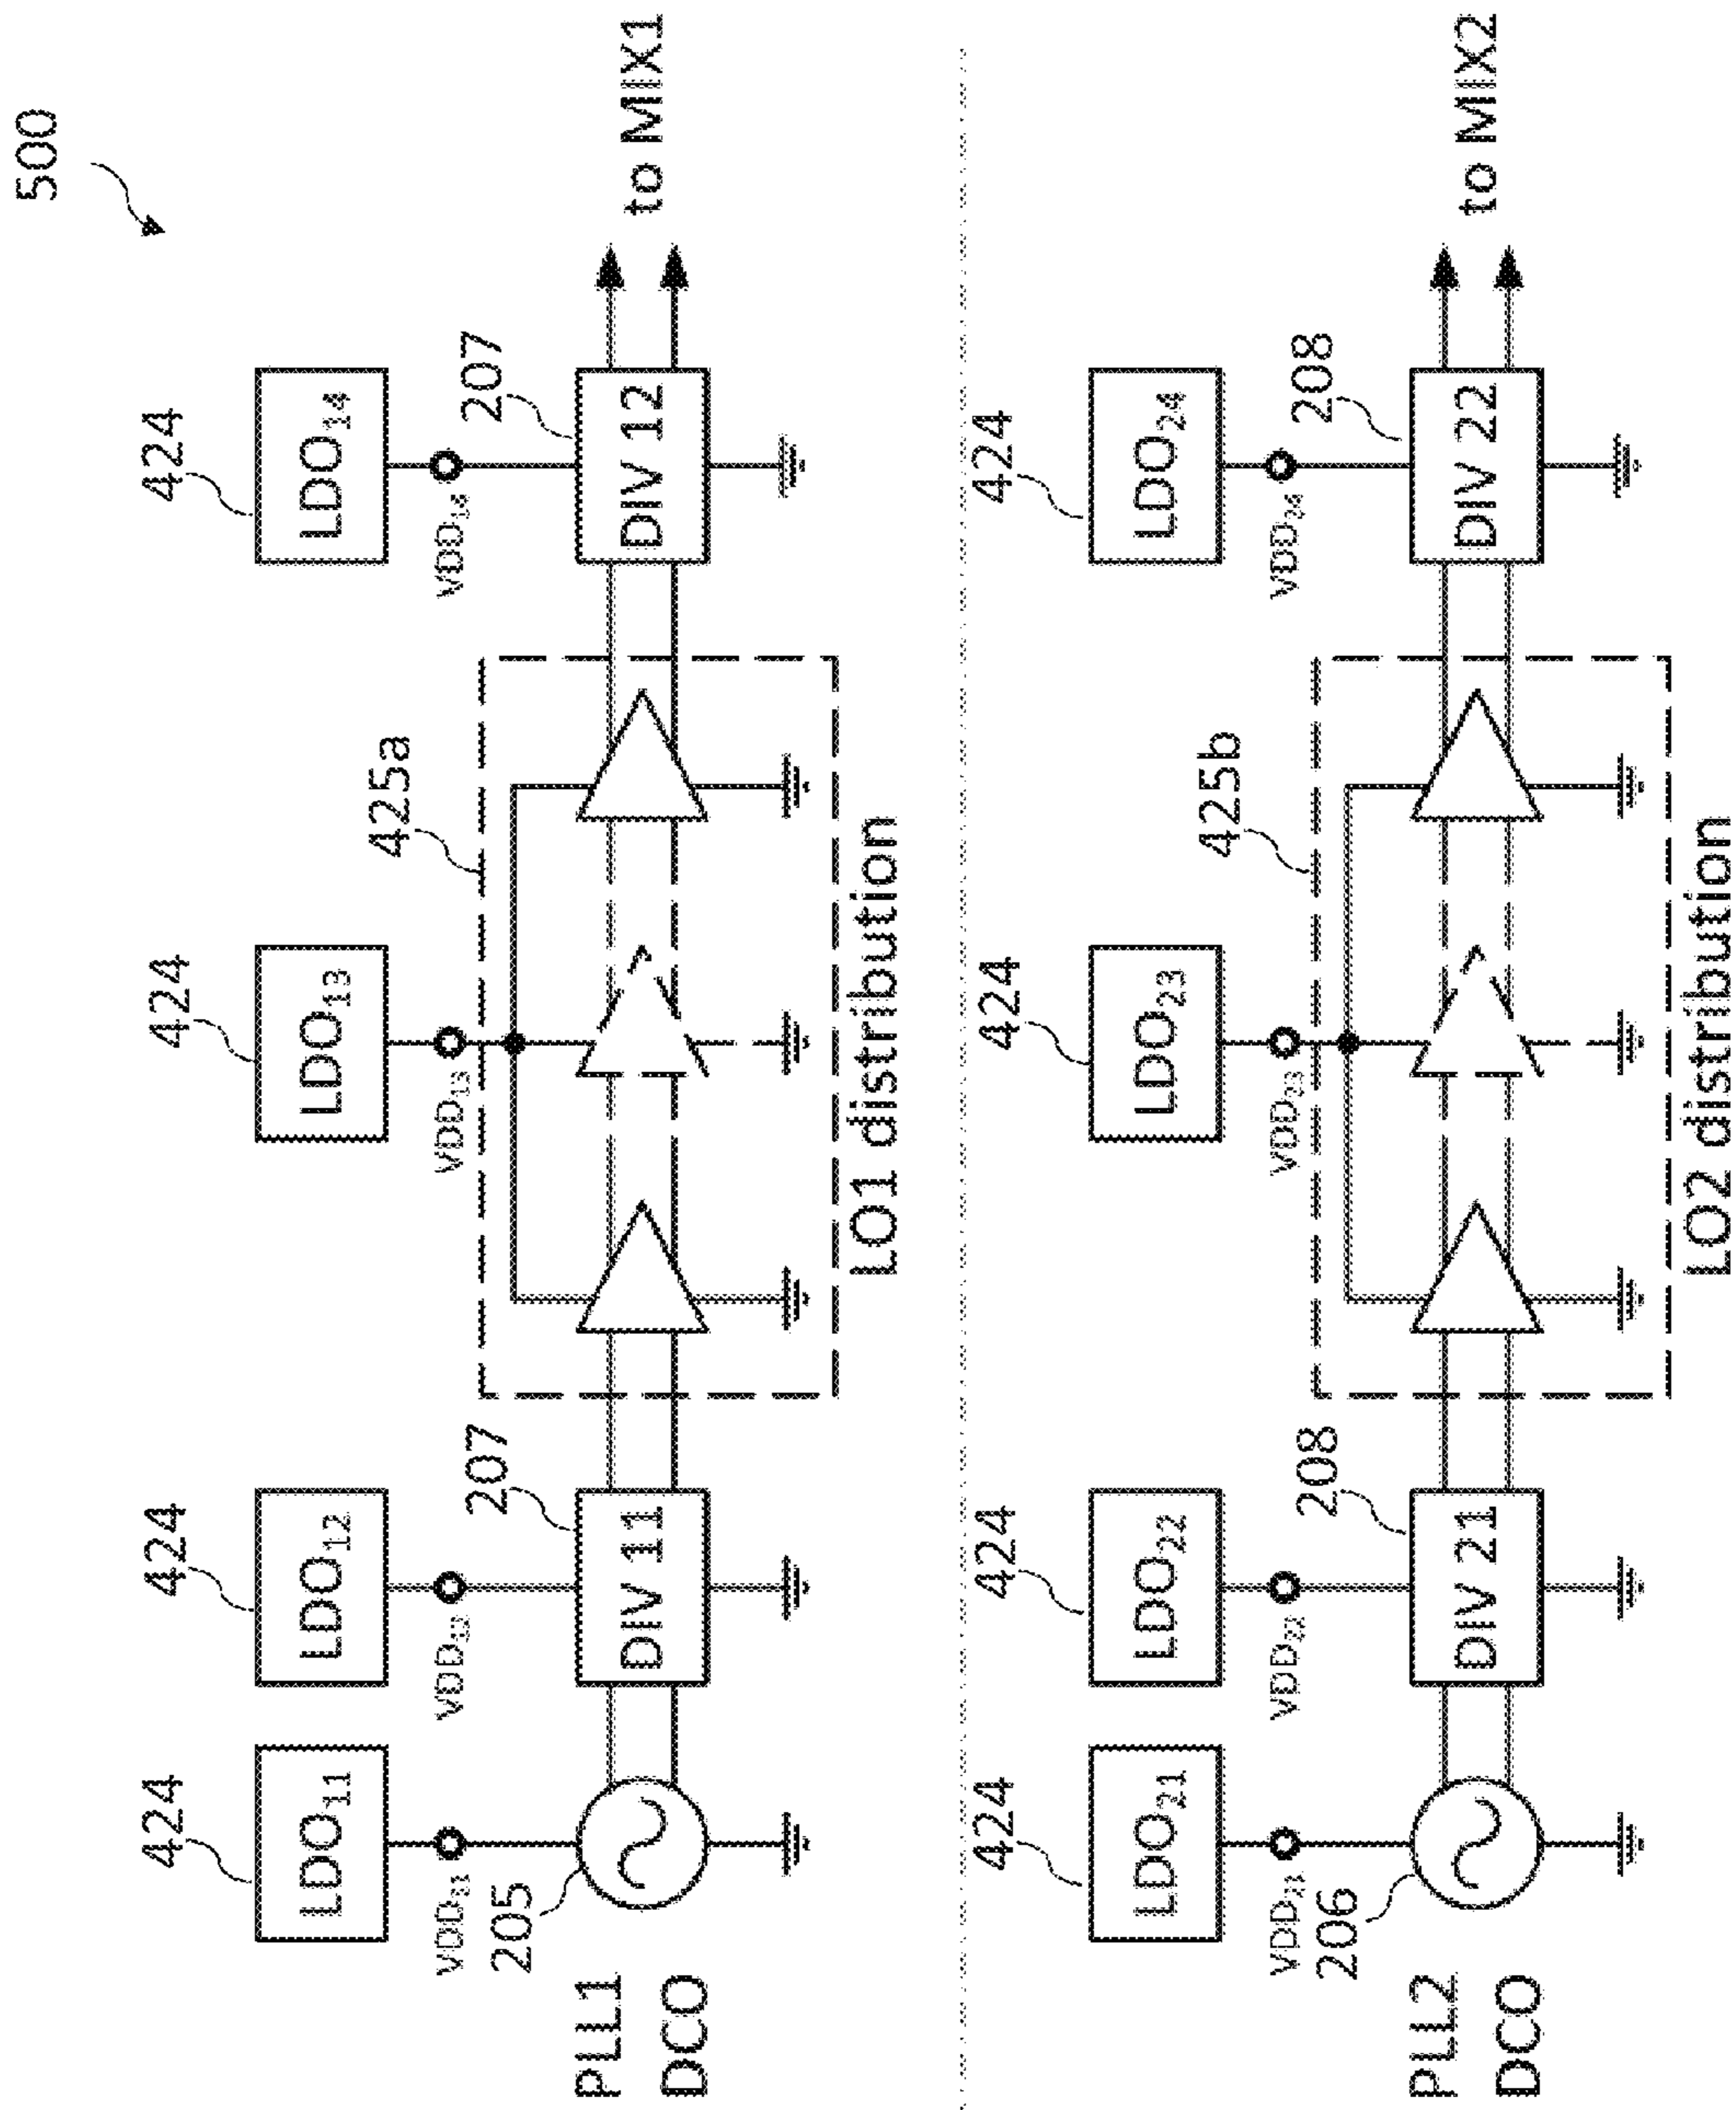 500
424
424
424
424
LDO11
LDO12
LDO13
LDO14
VDD12
VDD13
VDD14
205
207
425a
207
PLL1
DCO
DIV 11
DIV 12
to MIX1
LO1 distribution
424
424
424
424
LDO21
LDO22
LDO23
LDO24
VDD21
VDD22
VDD23
VDD24
206
208
425b
208
PLL2
DCO
DIV 21
DIV 22
to MIX2
LO2 distribution